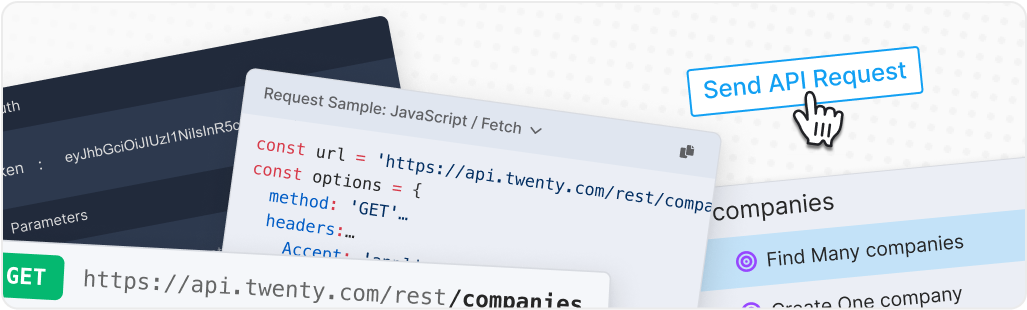 uth
ken : eyJhbGciOiJIUzI1NiIsInR5c
Parameters
GET https://api.twenty.com/rest/companies
Request Sample: JavaScript / Fetch
const url = 'https://api.twenty.com/rest/compa
const options = {
method: 'GET'…
headers:…
Accept: 'appli
Send API Request
companies
Find Many companies
Create One company